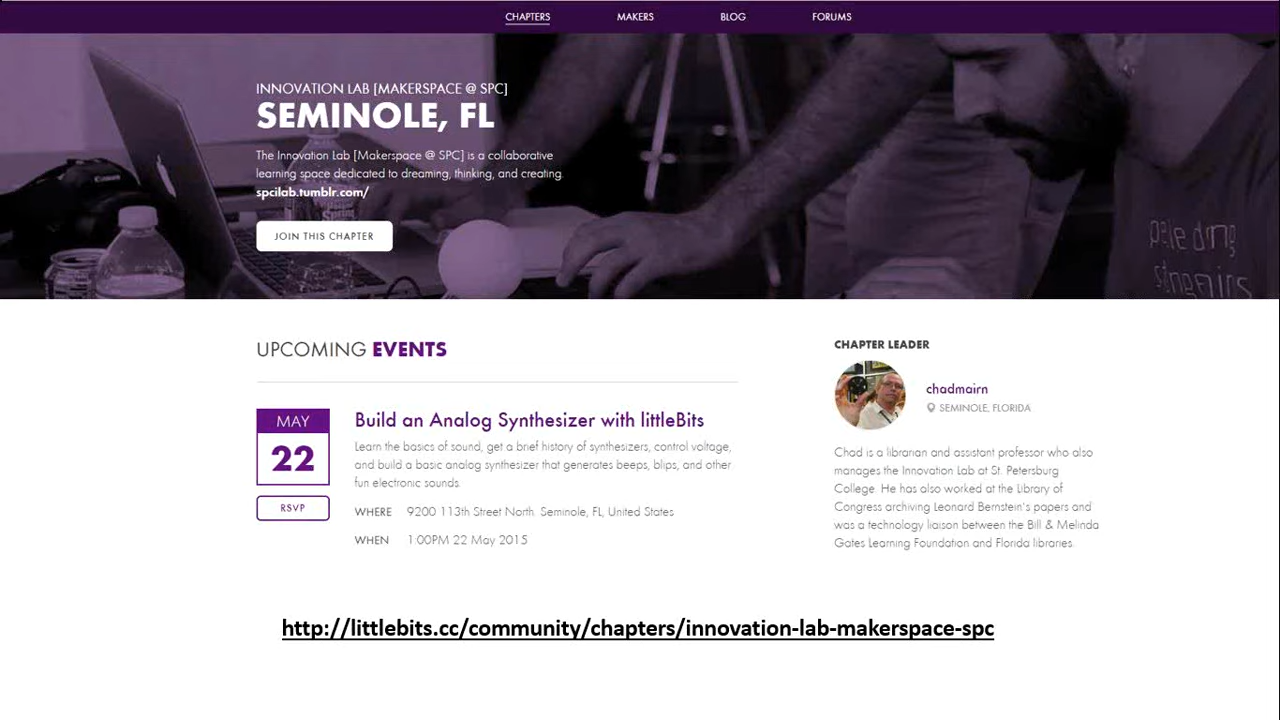 CHAPTERS MAKERS BLOG FORUMS
INNOVATION LAB [MAKERSPACE @ SPC]
SEMINOLE, FL
The Innovation Lab [Makerspace @ SPC] is a collaborative
learning space dedicated to dreaming, thinking, and creating.
spcilab.tumblr.com/
JOIN THIS CHAPTER
UPCOMING EVENTS
MAY
22
RSVP
Build an Analog Synthesizer with littleBits
Learn the basics of sound, get a brief history of synthesizers, control voltage,
and build a basic analog synthesizer that generates beeps, blips, and other
fun electronic sounds.
WHERE 9200 113th Street North. Seminole, FL, United States
WHEN 1:00PM 22 May 2015
CHAPTER LEADER
chadmairn
SEMINOLE, FLORIDA
Chad is a librarian and assistant professor who also
manages the Innovation Lab at St. Petersburg
College. He has also worked at the Library of
Congress archiving Leonard Bernstein's papers and
was a technology liaison between the Bill & Melinda
Gates Learning Foundation and Florida libraries.
http://littlebits.cc/community/chapters/innovation-lab-makerspace-spc